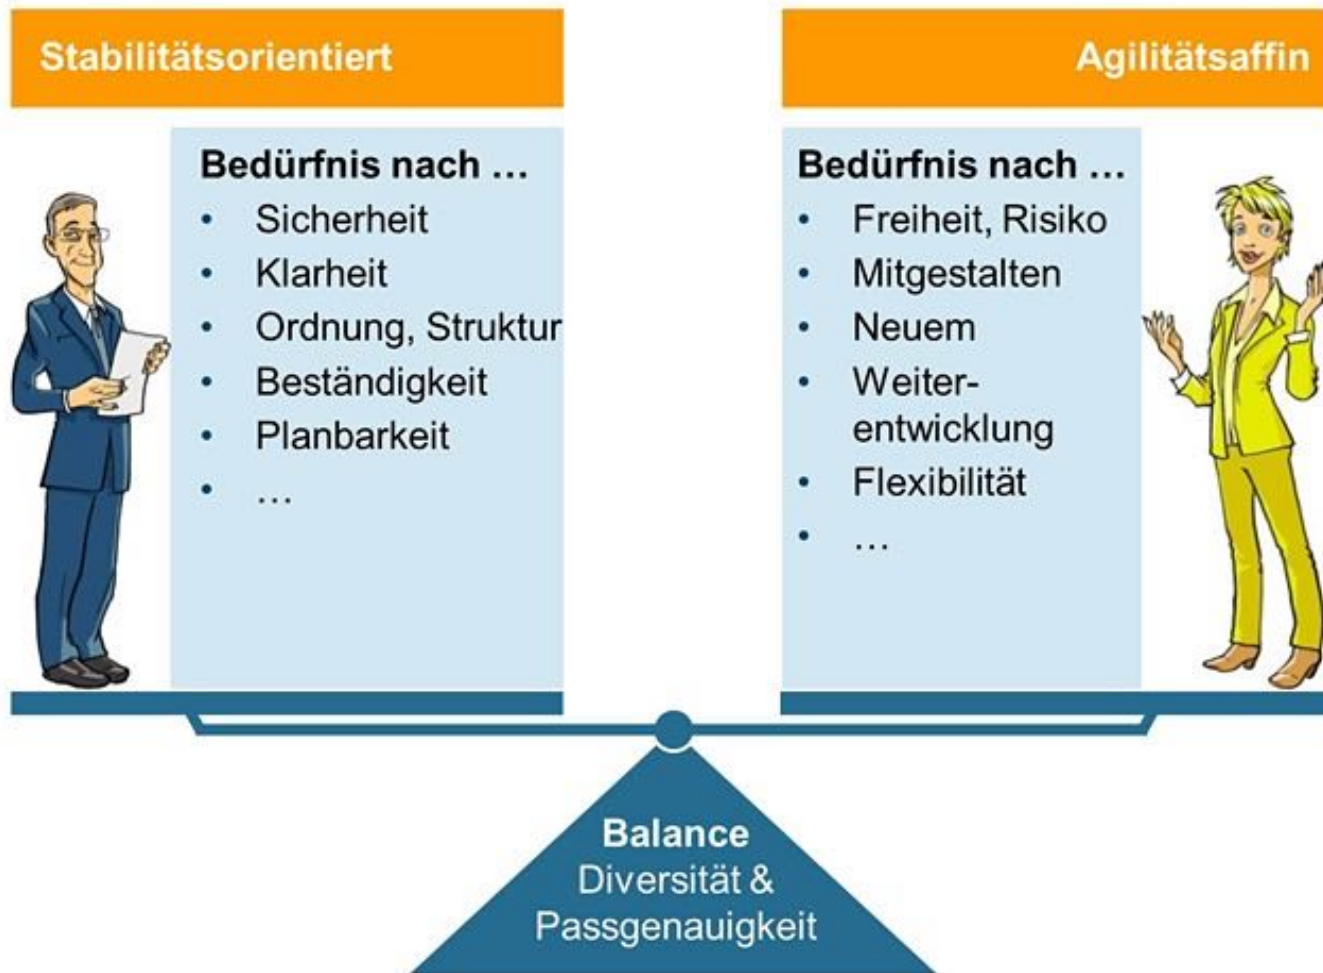 Stabilitätsorientiert
Bedürfnis nach …
• Sicherheit
• Klarheit
• Ordnung, Struktur
• Beständigkeit
• Planbarkeit
• …
Agilitätsaffin
Bedürfnis nach …
• Freiheit, Risiko
• Mitgestalten
• Neuem
• Weiter-
entwicklung
• Flexibilität
• …
Balance
Diversität &
Passgenauigkeit